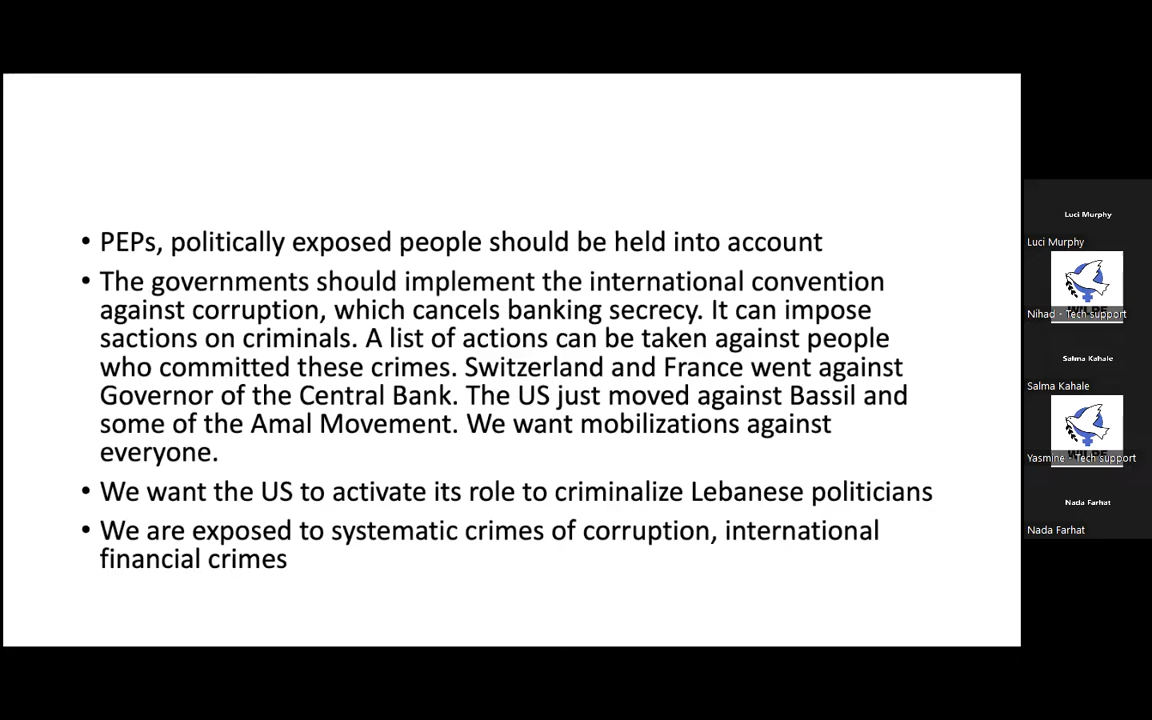 • PEPs, politically exposed people should be held into account
• The governments should implement the international convention
against corruption, which cancels banking secrecy. It can impose
sactions on criminals. A list of actions can be taken against people
who committed these crimes. Switzerland and France went against
Governor of the Central Bank. The US just moved against Bassil and
some of the Amal Movement. We want mobilizations against
everyone.
• We want the US to activate its role to criminalize Lebanese politicians
• We are exposed to systematic crimes of corruption, international
financial crimes
Luci Murphy
Luci Murphy
Nihad - Tech support
Salma Kahale
Salma Kahale
Yasmine - Tech support
Nada Farhat
Nada Farhat